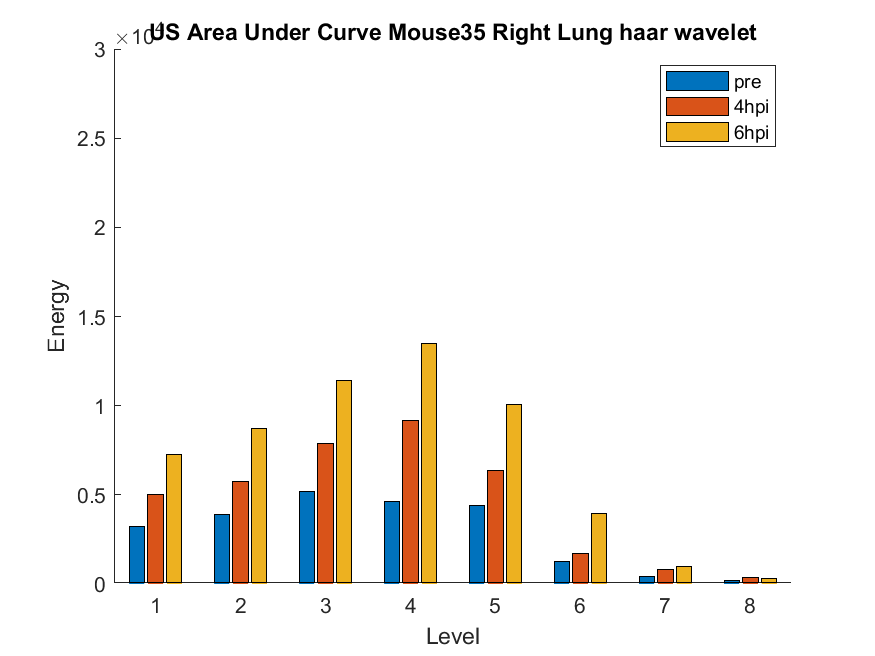 ×10⁴
US Area Under Curve Mouse35 Right Lung haar wavelet
3
2.5
2
1.5
1
0.5
0
Energy
pre
4hpi
6hpi
1 2 3 4 5 6 7 8
Level